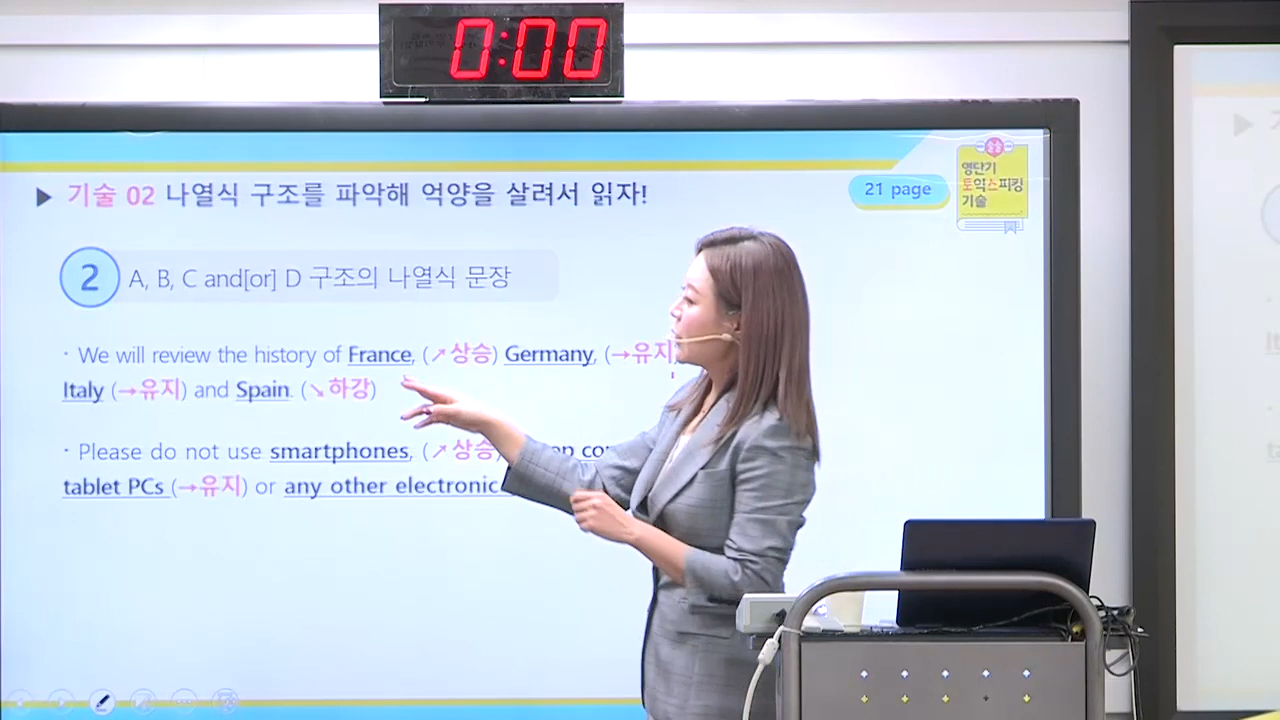 0:00
기술 02 나열식 구조를 파악해 억양을 살려서 읽자!
21 page
영단기
토익스피킹
기술
2
A, B, C and[or] D 구조의 나열식 문장
· We will review the history of France, (↗상승) Germany, (→유지
Italy (→유지) and Spain. (↘하강)
· Please do not use smartphones, (↗상승)
tablet PCs (→유지) or any other electronic